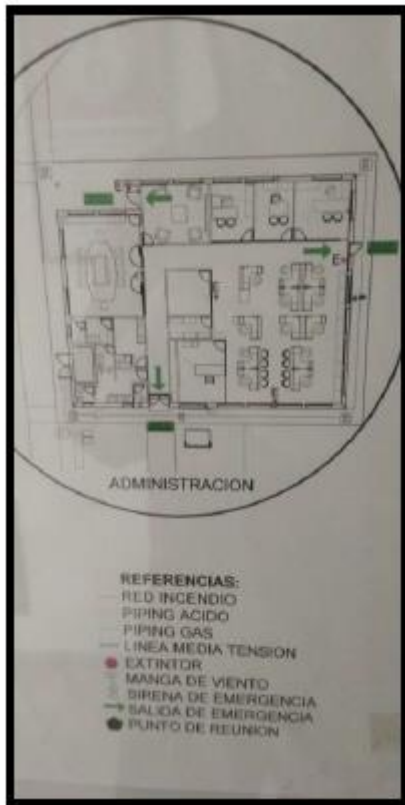 ADMINISTRACION
REFERENCIAS:
RED INCENDIO
PIPING ACIDO
PIPING GAS
LINEA MEDIA TENSION
EXTINTOR
MANGA DE VIENTO
SIRENA DE EMERGENCIA
SALIDA DE EMERGENCIA
PUNTO DE REUNION